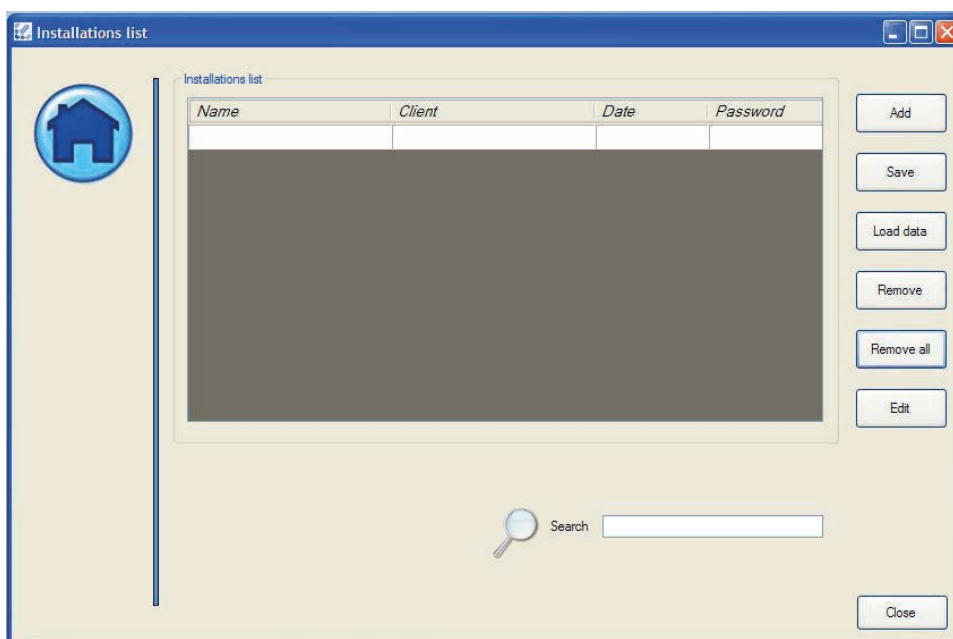 Installations list
Installations list
Name Client Date Password
Add
Save
Load data
Remove
Remove all
Edit
Search
Close